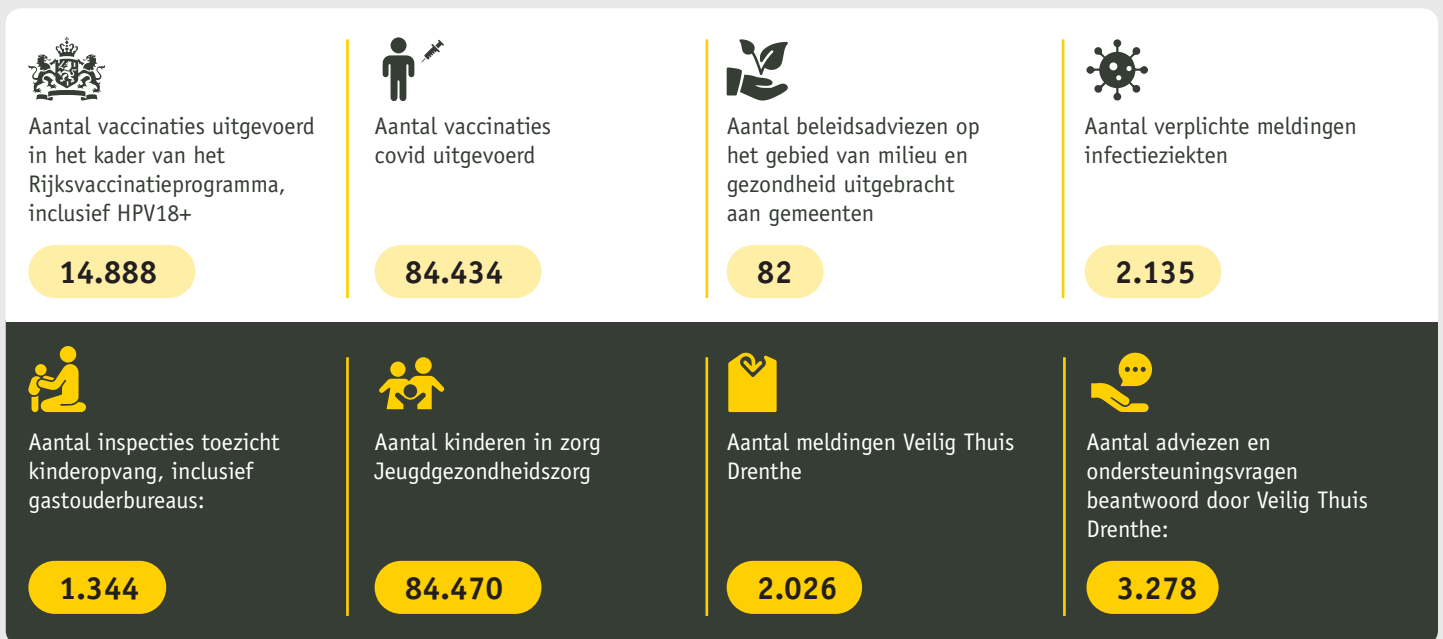 Aantal vaccinaties uitgevoerd
in het kader van het
Rijksvaccinatieprogramma,
inclusief HPV18+
14.888
Aantal vaccinaties
covid uitgevoerd
84.434
Aantal beleidsadviezen op
het gebied van milieu en
gezondheid uitgebracht
aan gemeenten
82
Aantal verplichte meldingen
infectieziekten
2.135
Aantal inspecties toezicht
kinderopvang, inclusief
gastouderbureaus:
1.344
Aantal kinderen in zorg
Jeugdgezondheidszorg
84.470
Aantal meldingen Veilig Thuis
Drenthe
2.026
Aantal adviezen en
ondersteuningsvragen
beantwoord door Veilig Thuis
Drenthe:
3.278